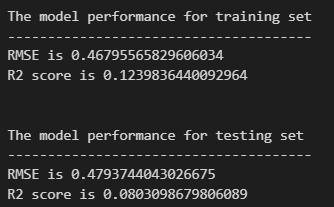 The model performance for training set
--------------------------------------
RMSE is 0.46795565829606034
R2 score is 0.1239836440092964
The model performance for testing set
--------------------------------------
RMSE is 0.4793744043026675
R2 score is 0.0803098679806089